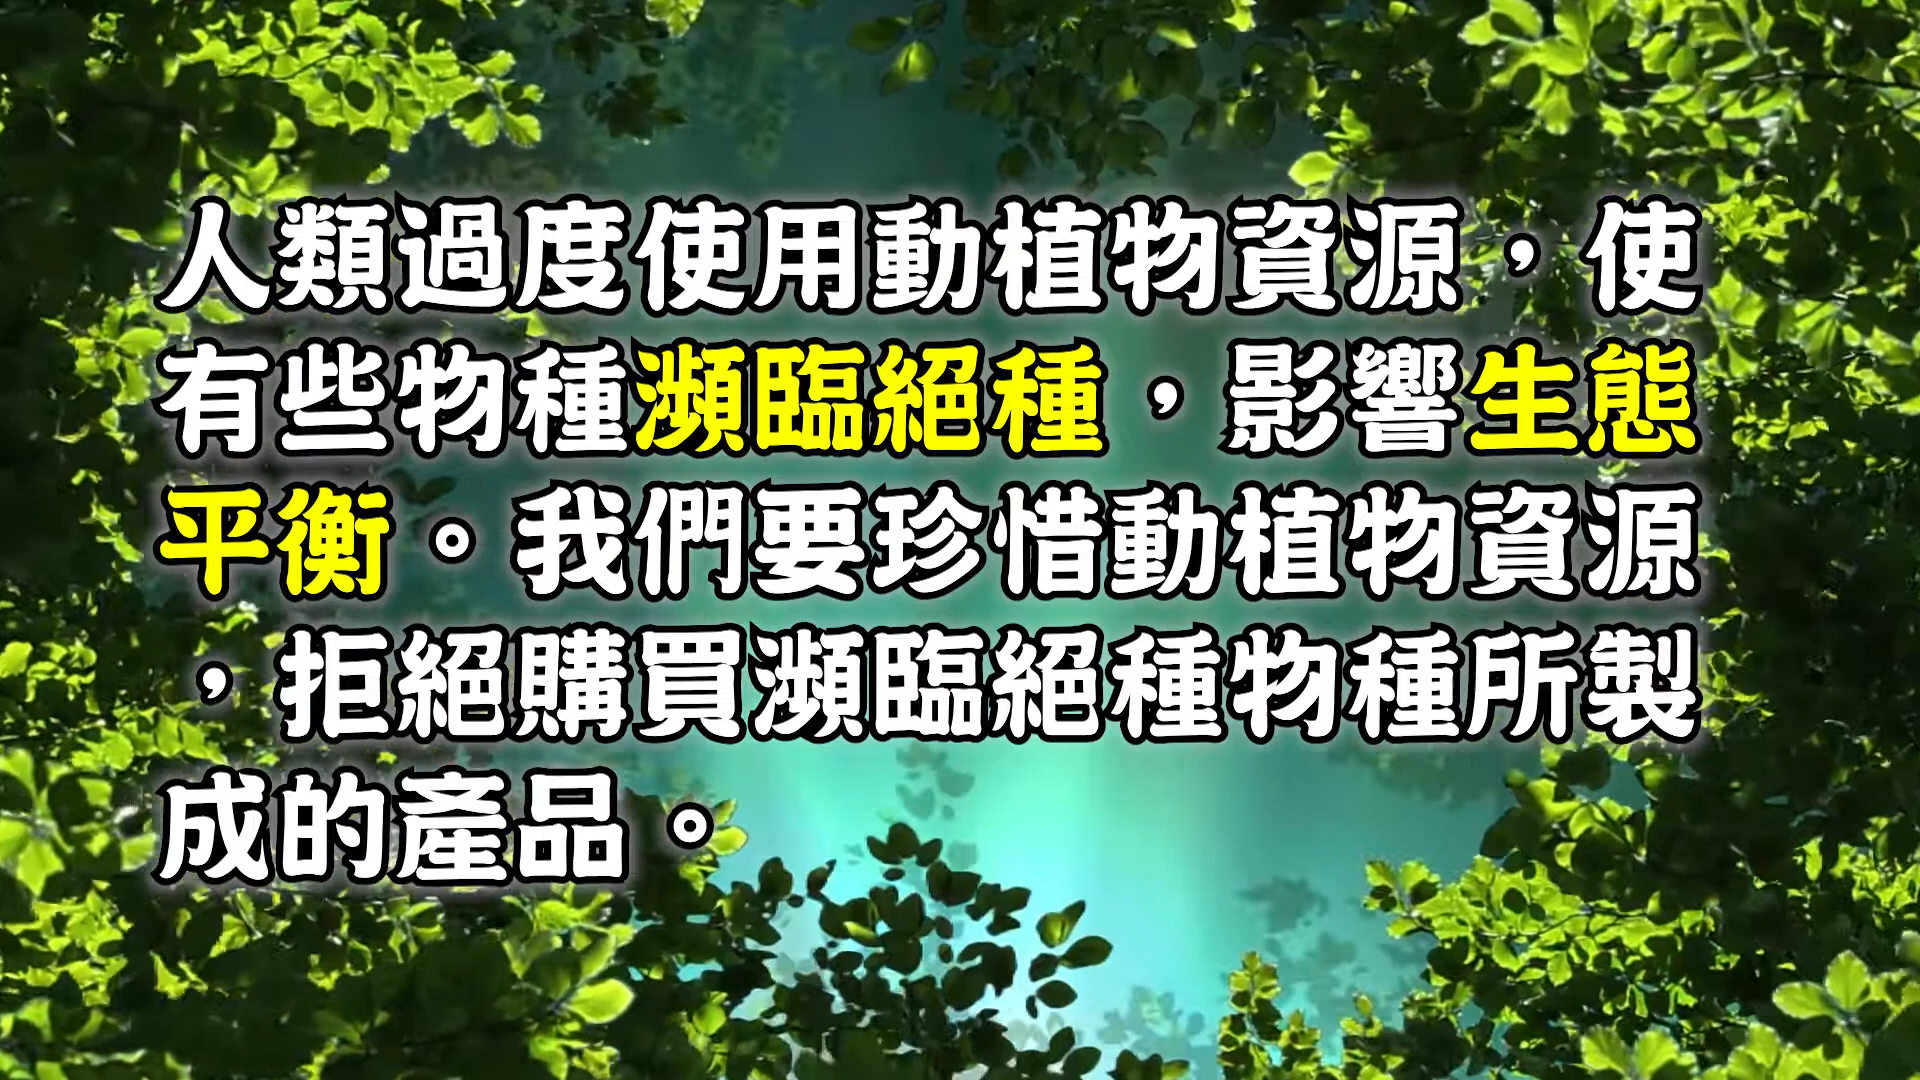 人類過度使用動植物資源，使
有些物種瀕臨絕種，影響生態
平衡。我們要珍惜動植物資源
，拒絕購買瀕臨絕種物種所製
成的產品。